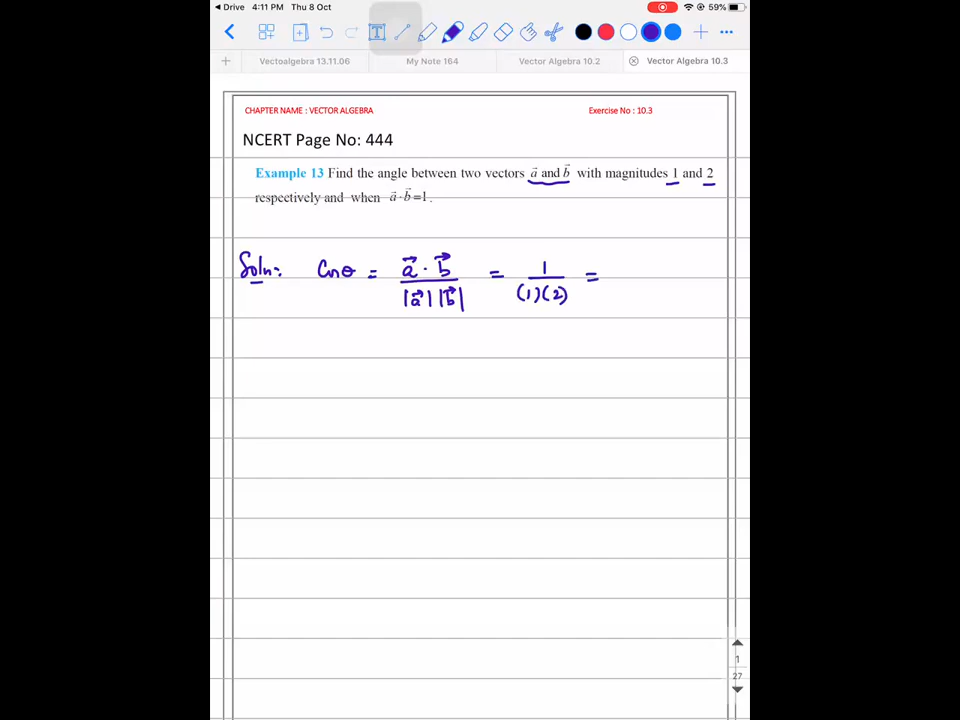 Drive 4:11 PM Thu 8 Oct 59%
Vectoalgebra 13.11.06 My Note 164 Vector Algebra 10.2 Vector Algebra 10.3
CHAPTER NAME : VECTOR ALGEBRA Exercise No : 10.3
NCERT Page No: 444
Example 13 Find the angle between two vectors a⃗ and b⃗ with magnitudes 1 and 2
respectively and when a⃗ · b⃗ =1 .
Soln: Cosθ = a⃗ · b⃗ / |a⃗| |b⃗| = 1 / (1)(2) =
1
27